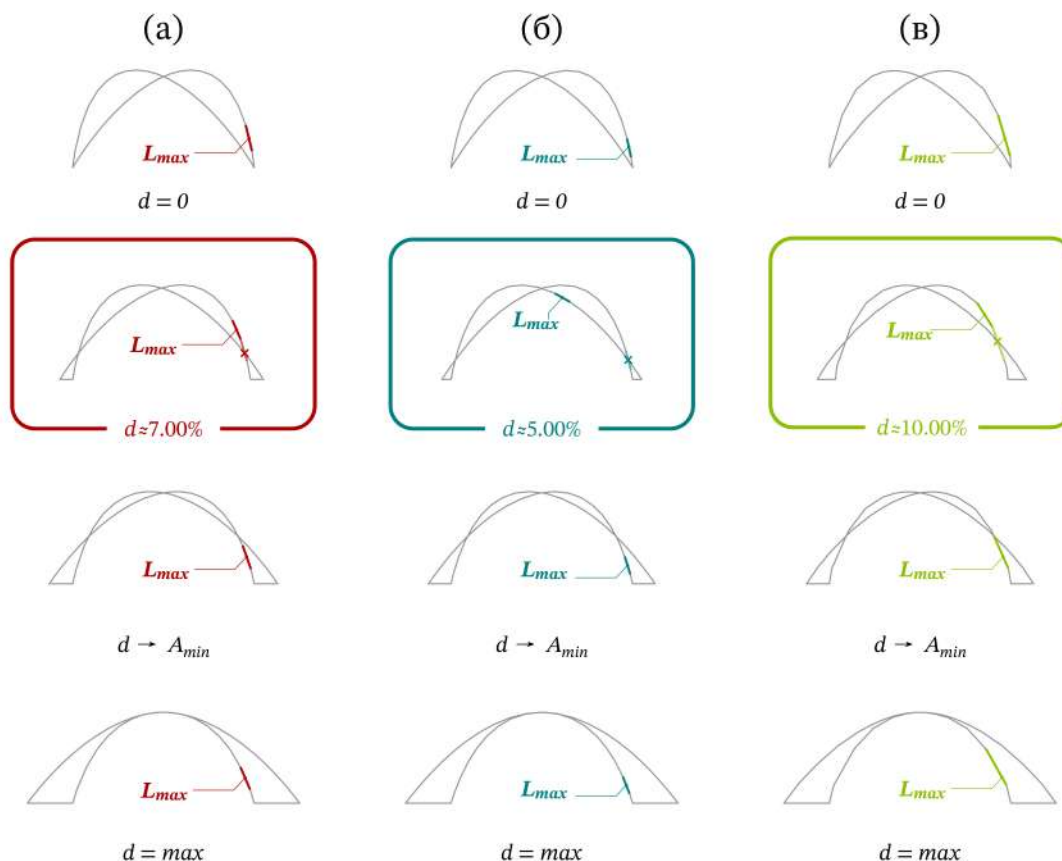 (а) (б) (в)
Lmax Lmax Lmax
d = 0 d = 0 d = 0
Lmax Lmax Lmax
d≈7.00% d≈5.00% d≈10.00%
Lmax Lmax Lmax
d → Amin d → Amin d → Amin
Lmax Lmax Lmax
d = max d = max d = max